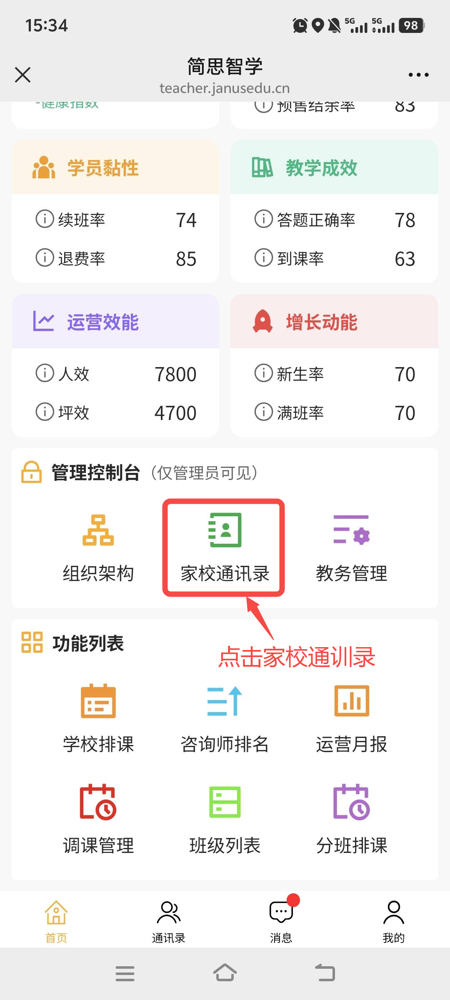 15:34
5G 5G 98
简思智学
teacher.janusedu.cn
-健康指数
预售结余率 83
学员黏性 教学成效
续班率 74 答题正确率 78
退费率 85 到课率 63
运营效能 增长动能
人效 7800 新生率 70
坪效 4700 满班率 70
管理控制台（仅管理员可见）
组织架构 家校通讯录 教务管理
功能列表
点击家校通训录
学校排课 咨询师排名 运营月报
调课管理 班级列表 分班排课
首页 通讯录 消息 我的